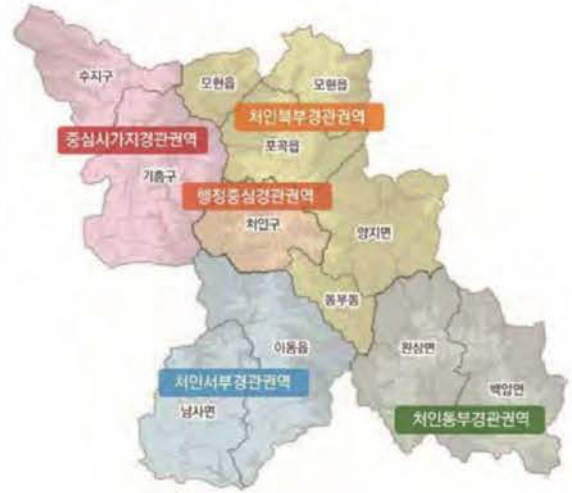 수지구
모현읍
모현읍
처인북부경관권역
중심시가지경관권역
포곡읍
기흥구
행정중심경관권역
처인구
양지면
동부동
이동읍
원삼면
처인서부경관권역
백암면
남사면
처인동부경관권역